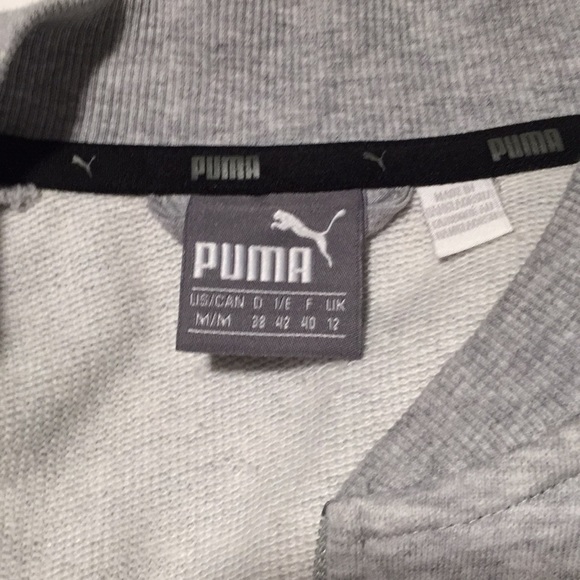 PUMA PUMA
PUMA
US/CAN D I/E F UK
M/M 38 42 40 12